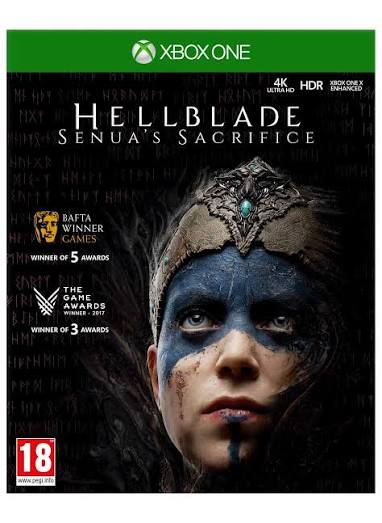 XBOX ONE
4K
ULTRA HD
HDR
XBOX ONE X
ENHANCED
HELLBLADE
SENUA'S SACRIFICE
BAFTA
WINNER
GAMES
WINNER OF 5 AWARDS
THE
GAME
AWARDS
WINNER - 2017
WINNER OF 3 AWARDS
18
www.pegi.info